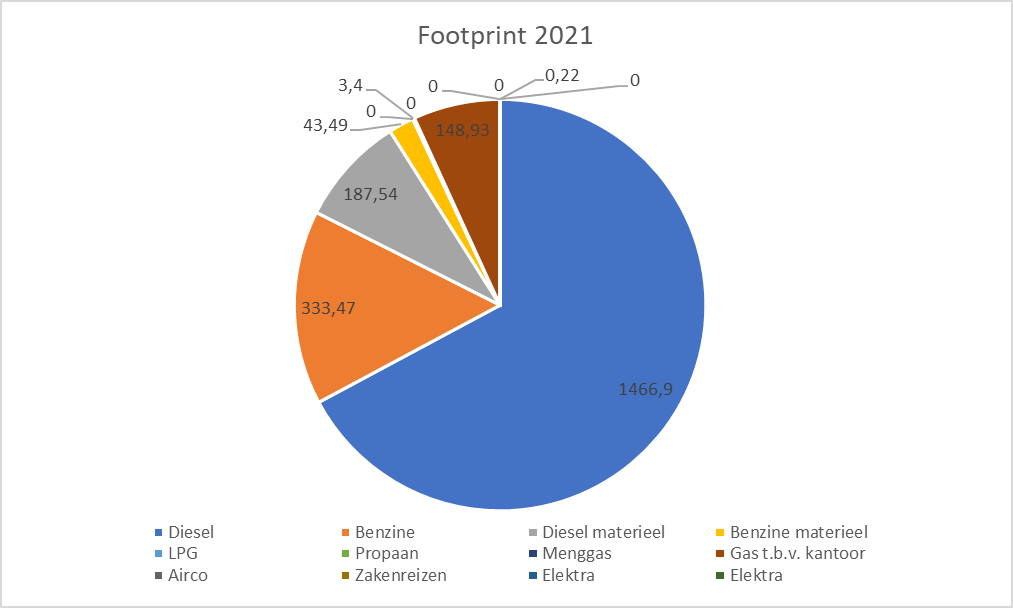 Footprint 2021
0 0 0,22 0
3,4
0 0
43,49
148,93
187,54
333,47
1466,9
Diesel Benzine Diesel materieel Benzine materieel
LPG Propaan Menggas Gas t.b.v. kantoor
Airco Zakenreizen Elektra Elektra